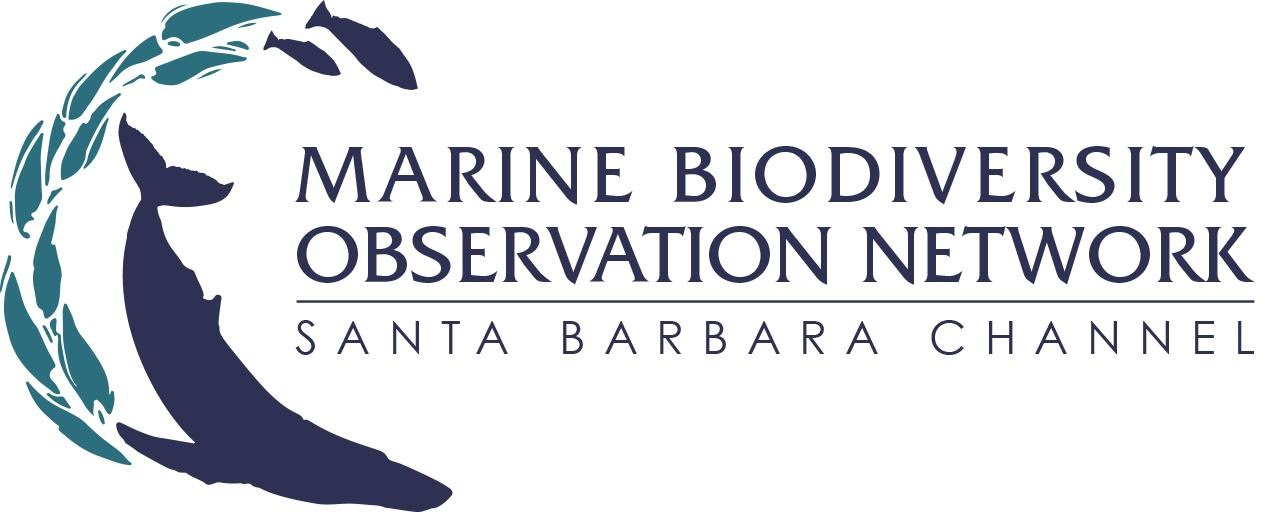 MARINE BIODIVERSITY
OBSERVATION NETWORK
SANTA BARBARA CHANNEL